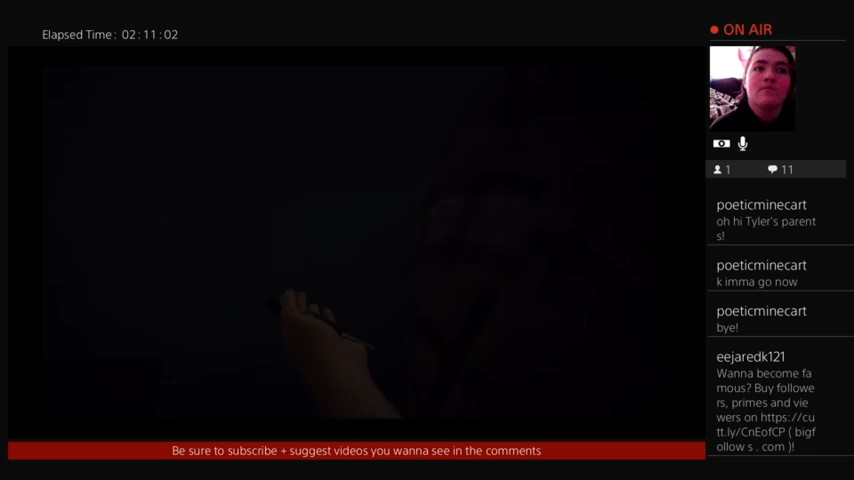 Elapsed Time: 02:11:02
ON AIR
1
11
poeticminecart
oh hi Tyler's parent
s!
poeticminecart
k imma go now
poeticminecart
bye!
eejaredk121
Wanna become fa
mous? Buy followe
rs, primes and vie
wers on https://cu
tt.ly/CnEofCP ( bigf
ollow s . com )!
Be sure to subscribe + suggest videos you wanna see in the comments